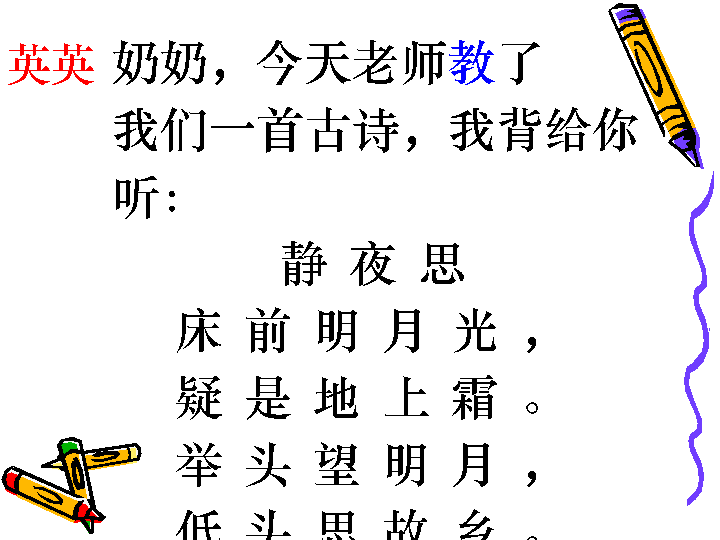 英英 奶奶，今天老师教了
我们一首古诗，我背给你
听：
静 夜 思
床 前 明 月 光 ，
疑 是 地 上 霜 。
举 头 望 明 月 ，
低 头 思 故 乡 。